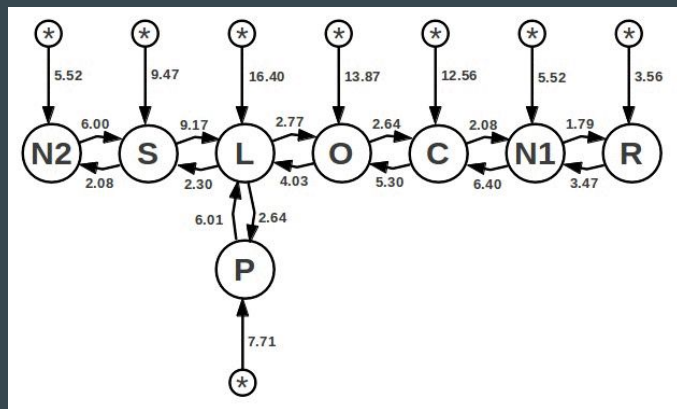 * * * * * * *
5.52 9.47 16.40 13.87 12.56 5.52 3.56
6.00 9.17 2.77 2.64 2.08 1.79
N2 S L O C N1 R
2.08 2.30 4.03 5.30 6.40 3.47
6.01 2.64
P
7.71
*